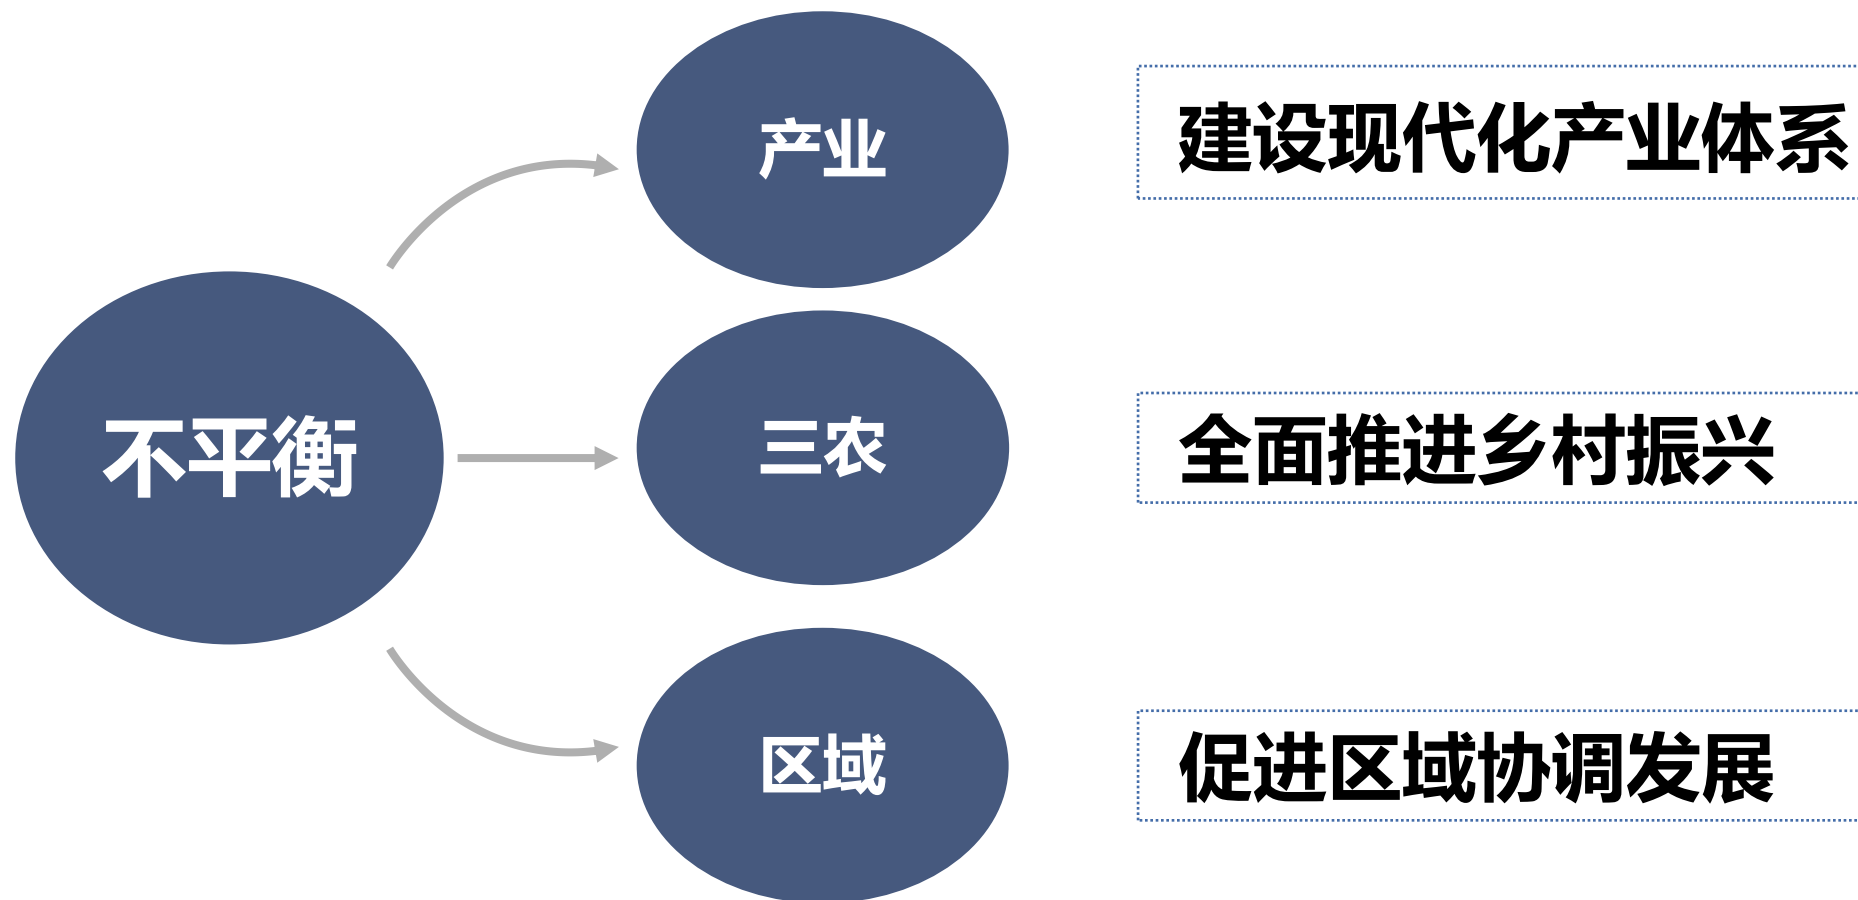 产业
建设现代化产业体系
不平衡
三农
全面推进乡村振兴
区域
促进区域协调发展